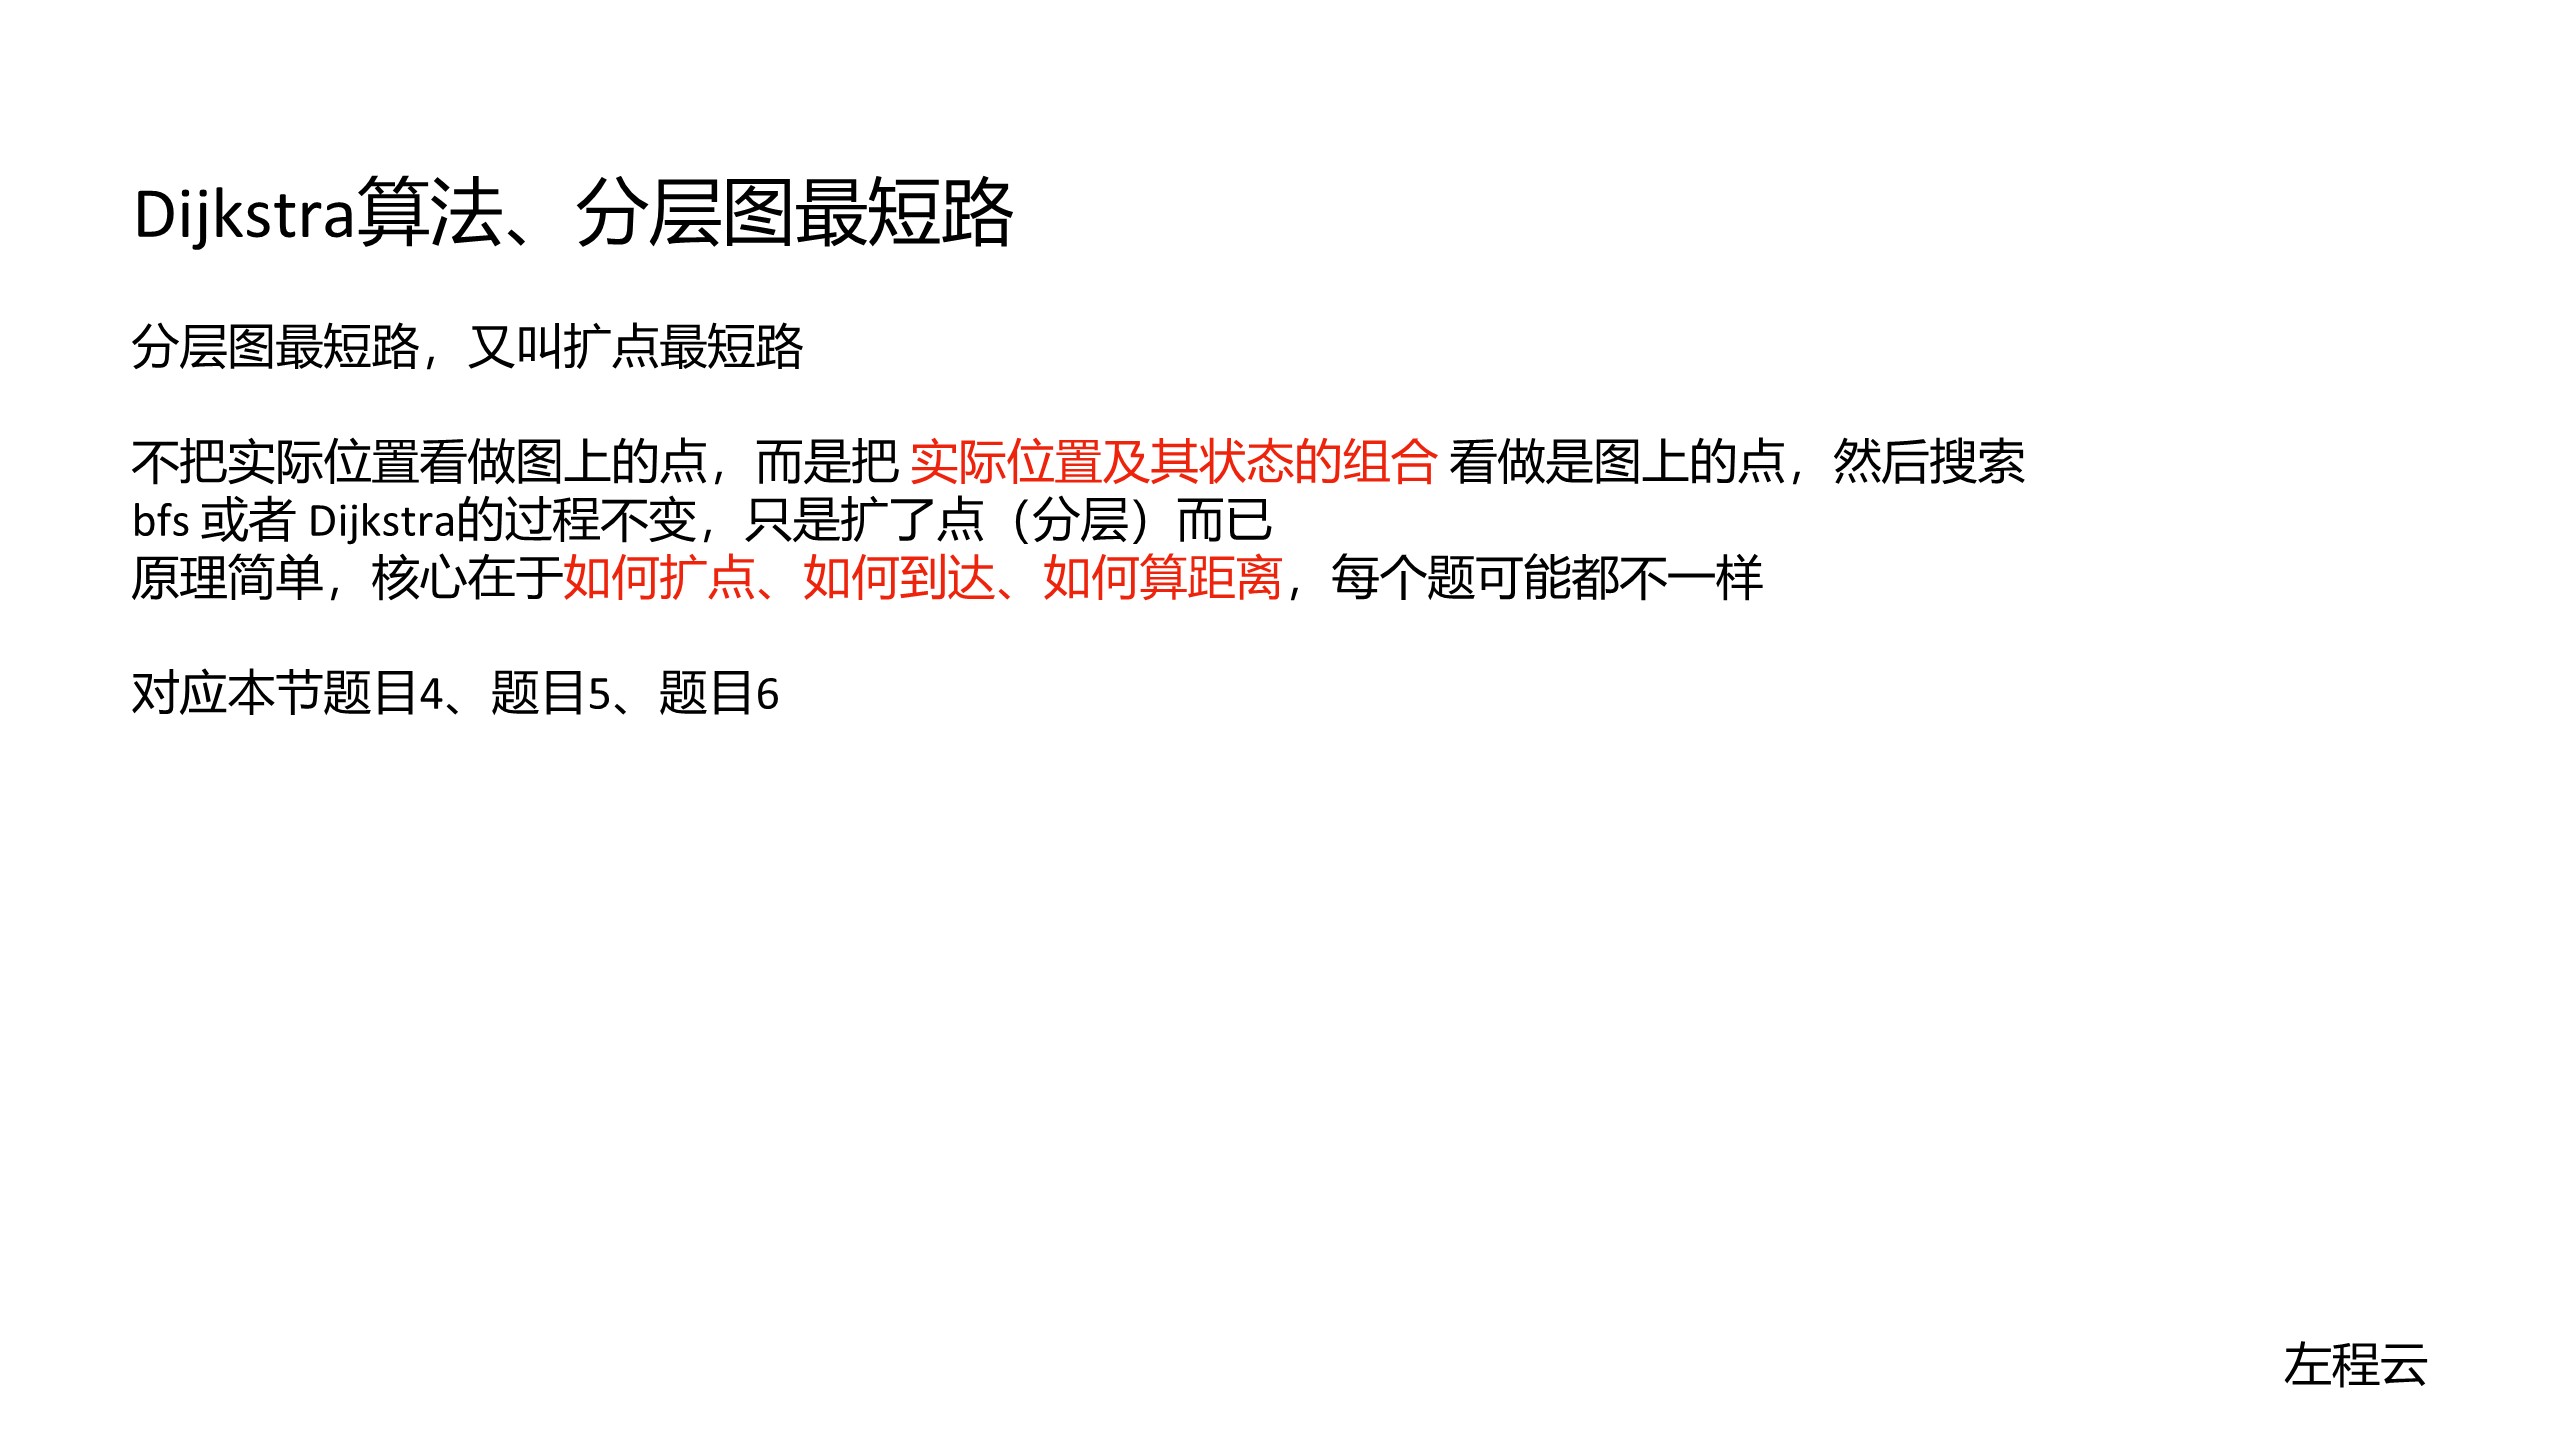 Dijkstra算法、分层图最短路
分层图最短路，又叫扩点最短路
不把实际位置看做图上的点，而是把 实际位置及其状态的组合 看做是图上的点，然后搜索
bfs 或者 Dijkstra的过程不变，只是扩了点（分层）而已
原理简单，核心在于如何扩点、如何到达、如何算距离，每个题可能都不一样
对应本节题目4、题目5、题目6
左程云